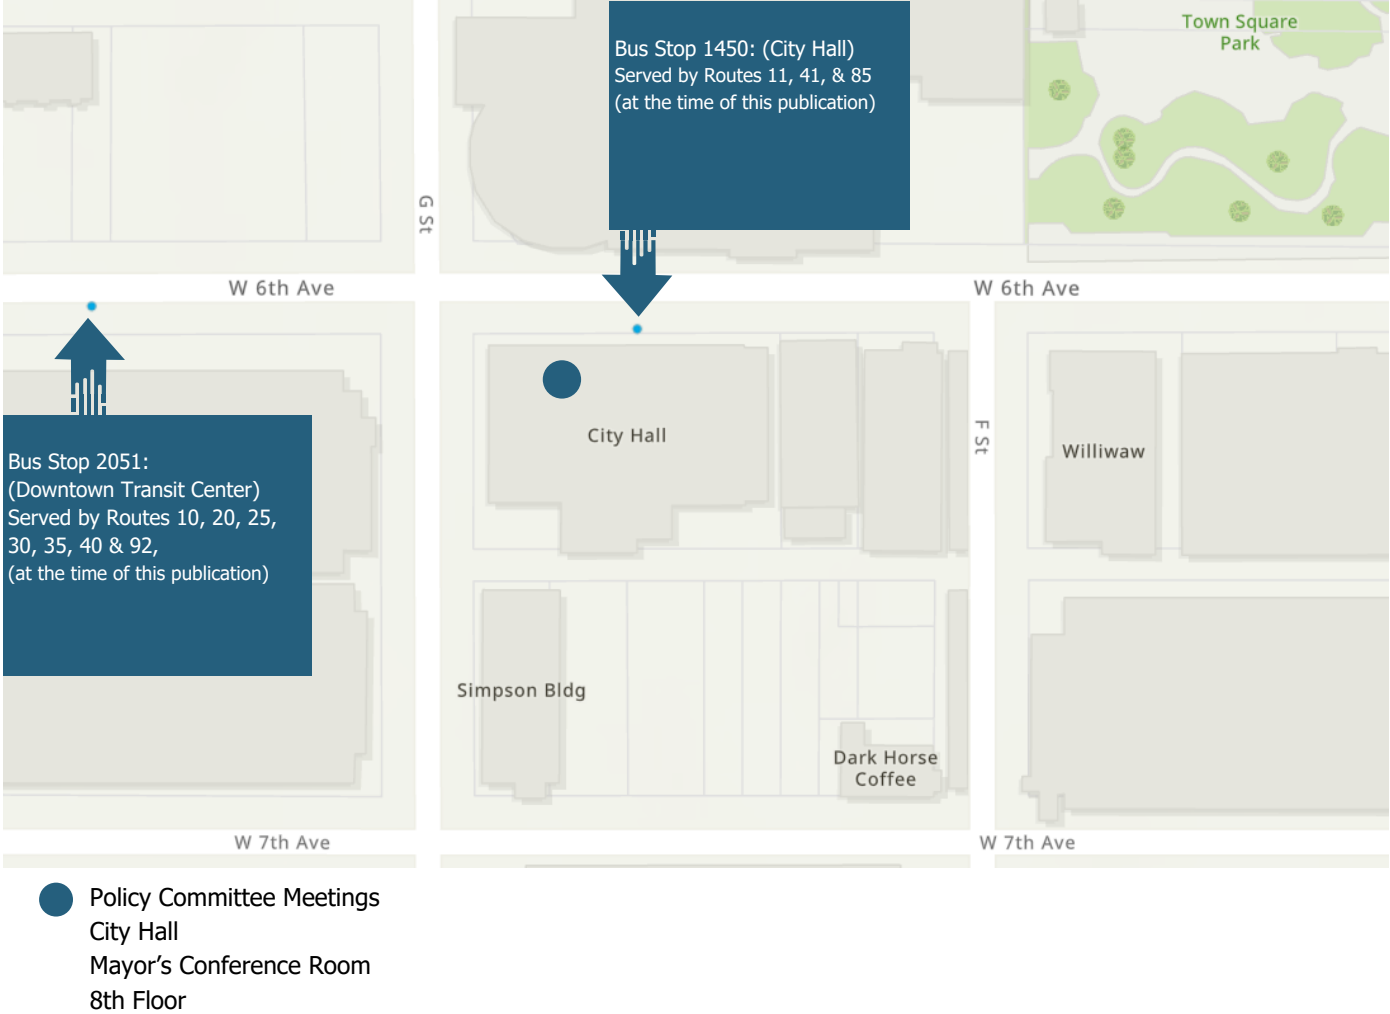 Town Square
Park
Bus Stop 1450: (City Hall)
Served by Routes 11, 41, & 85
(at the time of this publication)
G St
W 6th Ave
W 6th Ave
City Hall
F St
Williwaw
Bus Stop 2051:
(Downtown Transit Center)
Served by Routes 10, 20, 25,
30, 35, 40 & 92,
(at the time of this publication)
Simpson Bldg
Dark Horse
Coffee
W 7th Ave
W 7th Ave
Policy Committee Meetings
City Hall
Mayor’s Conference Room
8th Floor